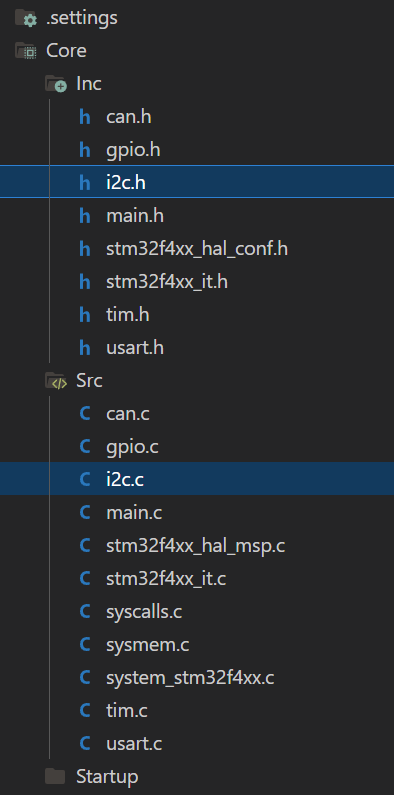 .settings
Core
Inc
h can.h
h gpio.h
h i2c.h
h main.h
h stm32f4xx_hal_conf.h
h stm32f4xx_it.h
h tim.h
h usart.h
Src
C can.c
C gpio.c
C i2c.c
C main.c
C stm32f4xx_hal_msp.c
C stm32f4xx_it.c
C syscalls.c
C sysmem.c
C system_stm32f4xx.c
C tim.c
C usart.c
Startup